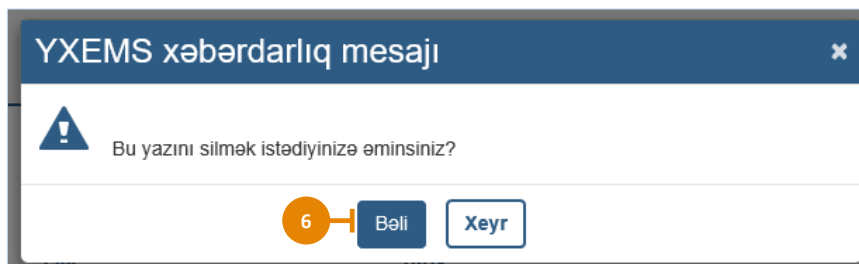 YXEMS xəbərdarlıq mesajı ×
Bu yazını silmək istədiyinizə əminsiniz?
6 Bəli Xeyr